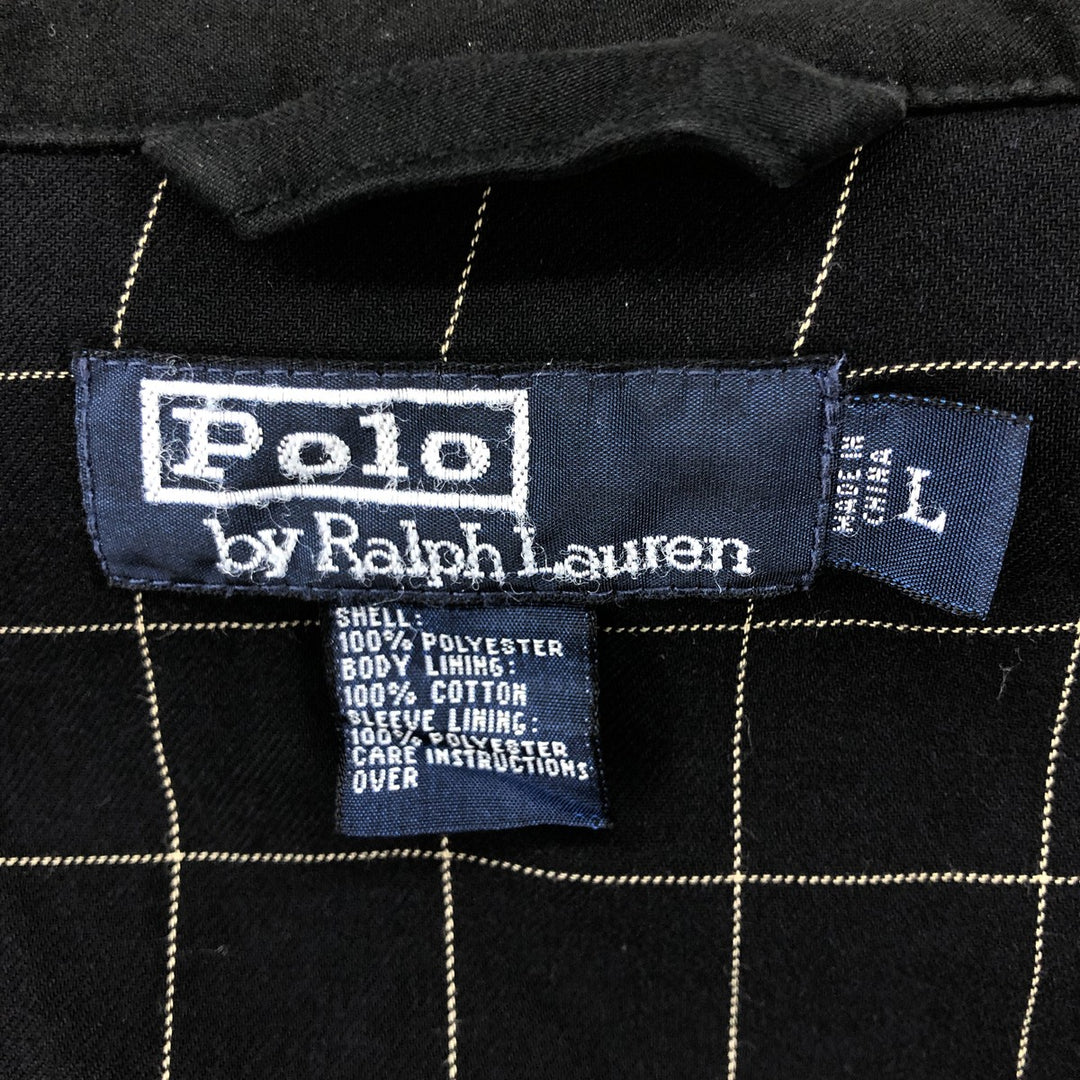 Polo
by Ralph Lauren
MADE IN
CHINA
L
SHELL:
100% POLYESTER
BODY LINING:
100% COTTON
SLEEVE LINING:
100% POLYESTER
CARE INSTRUCTIONS
OVER